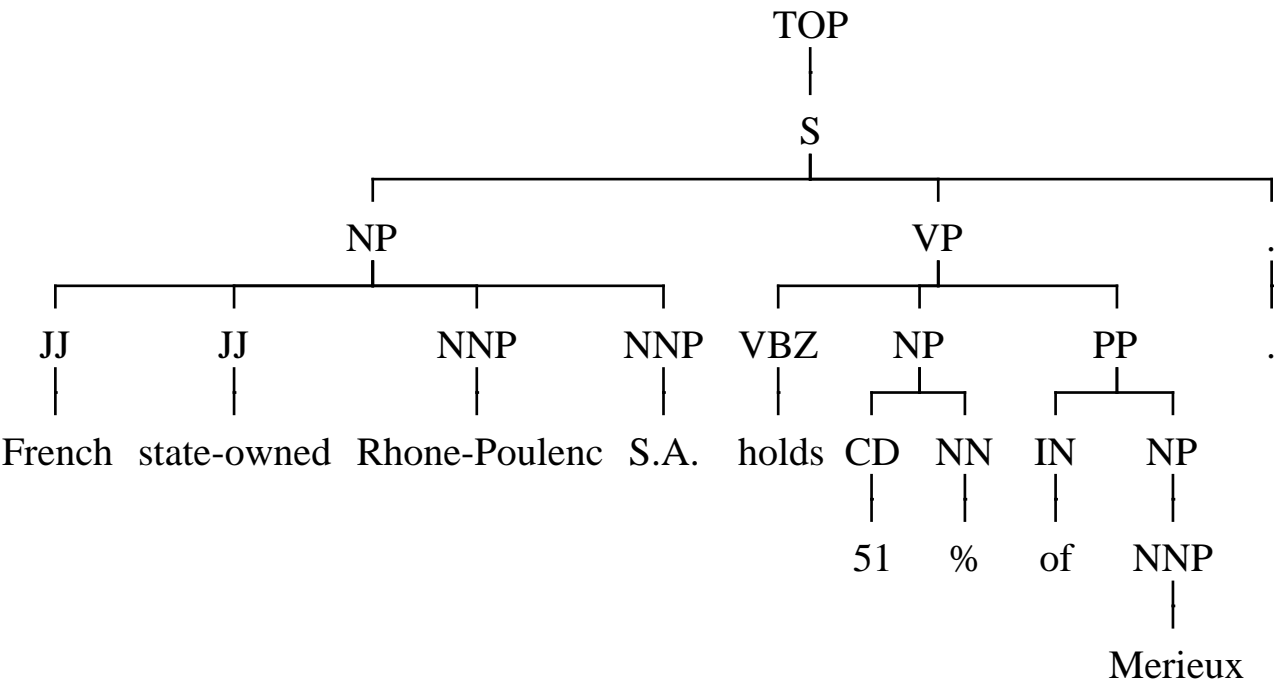 TOP
S
NP VP .
JJ JJ NNP NNP VBZ NP PP .
French state-owned Rhone-Poulenc S.A. holds CD NN IN NP
51 % of NNP
Merieux